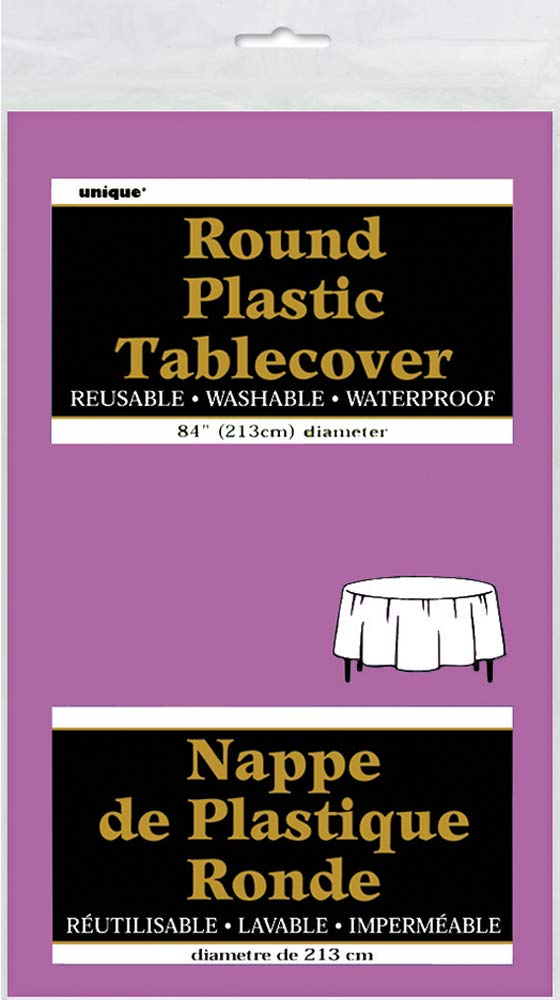 unique®
Round
Plastic
Tablecover
REUSABLE • WASHABLE • WATERPROOF
84" (213cm) diameter
Nappe
de Plastique
Ronde
RÉUTILISABLE • LAVABLE • IMPERMÉABLE
diametre de 213 cm